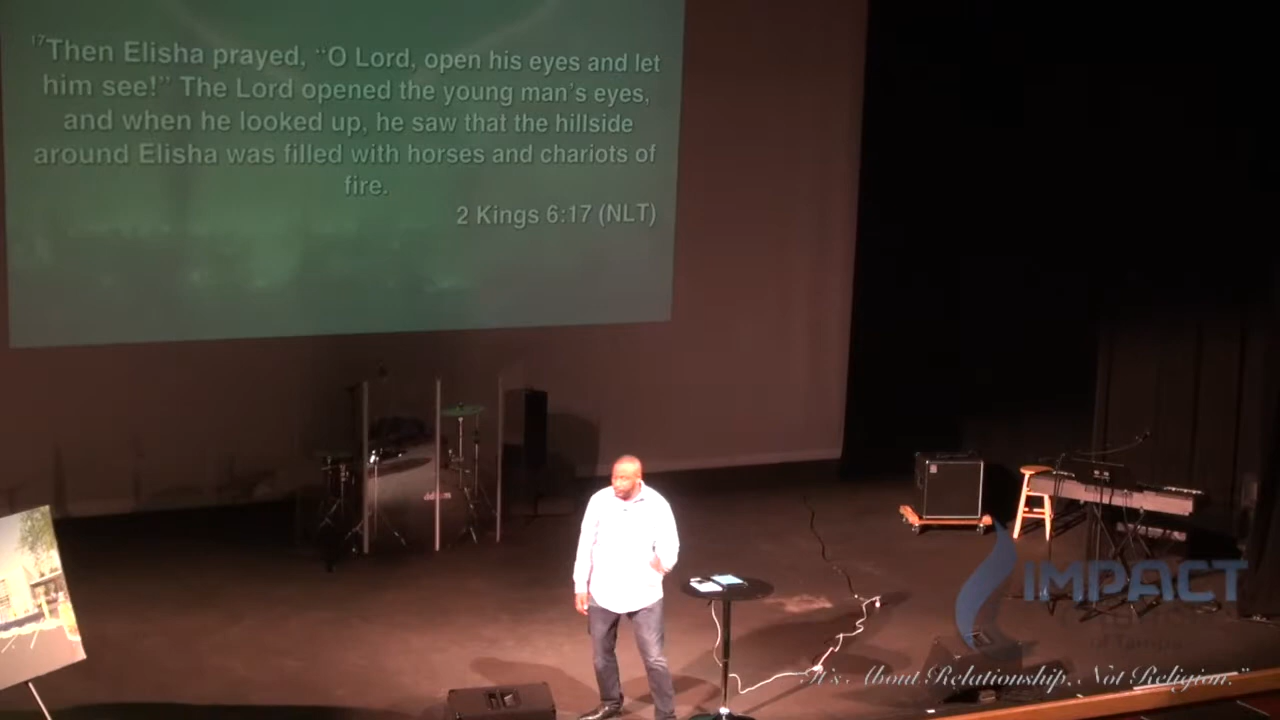 17Then Elisha prayed, “O Lord, open his eyes and let
him see!” The Lord opened the young man’s eyes,
and when he looked up, he saw that the hillside
around Elisha was filled with horses and chariots of
fire.
2 Kings 6:17 (NLT)
IMPACT
"It's About Relationship, Not Religion."